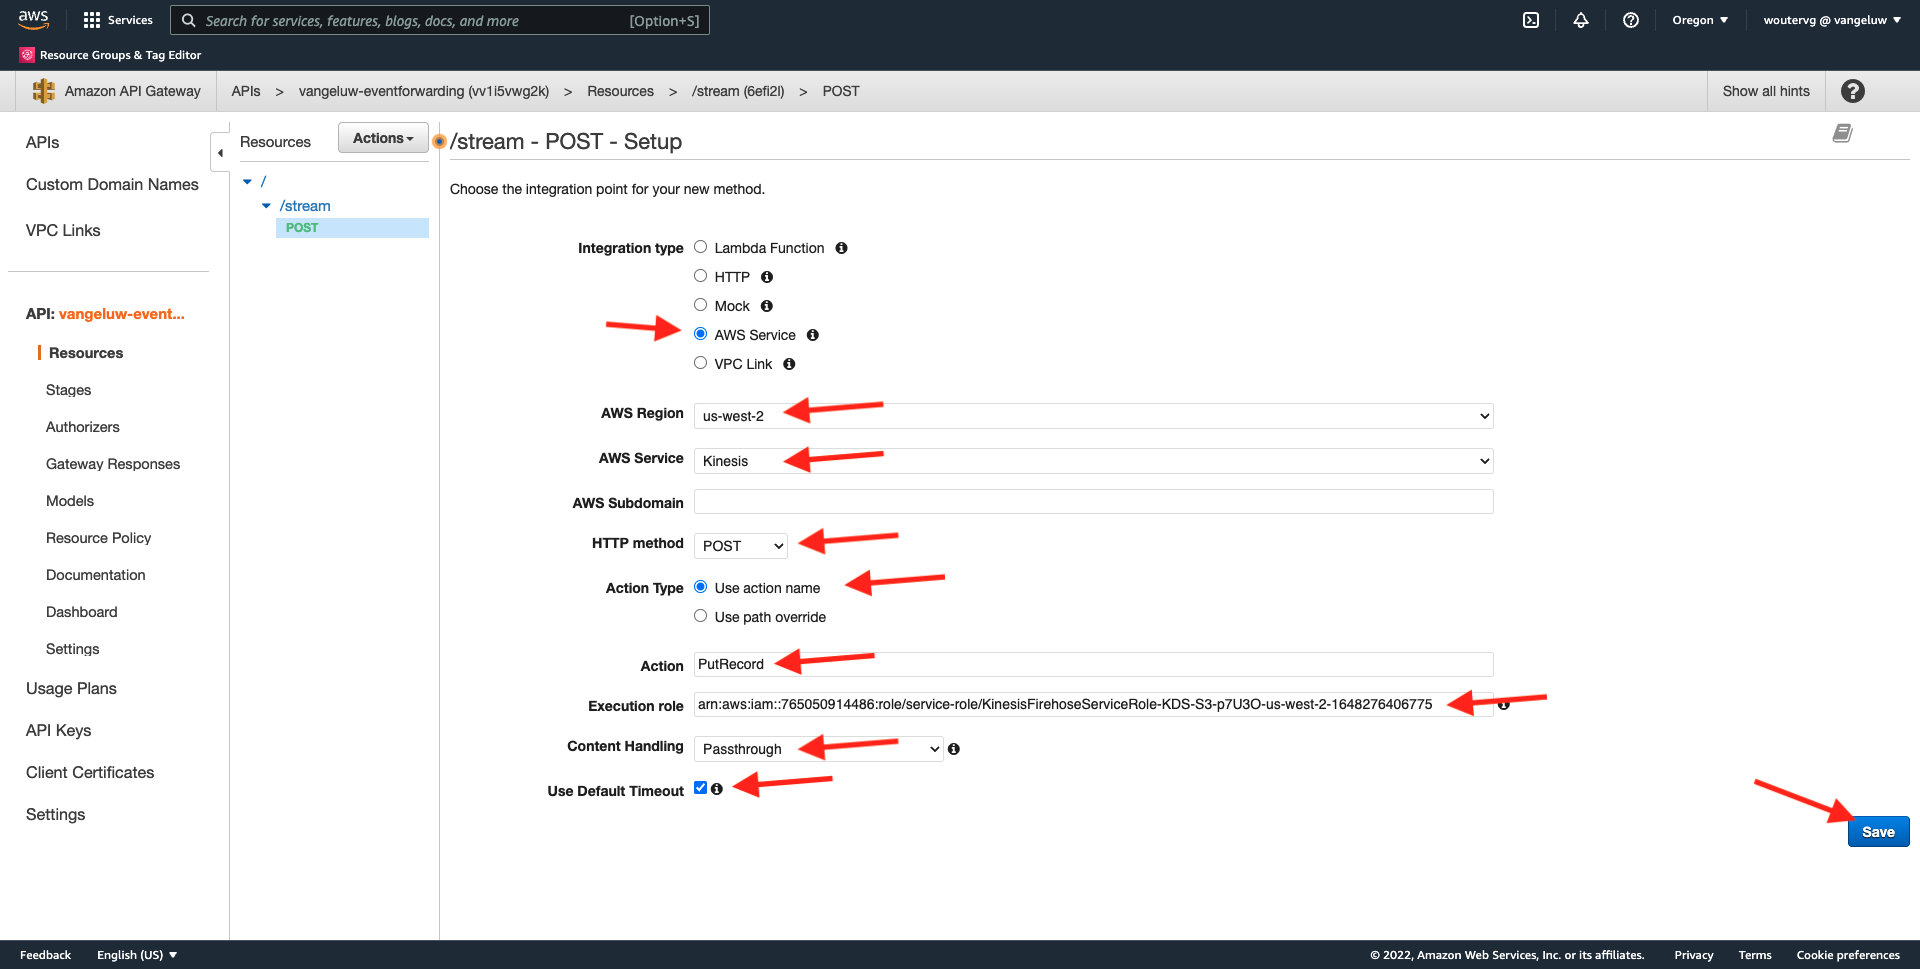 aws
Services
Search for services, features, blogs, docs, and more
[Option+S]
Oregon
woutervg @ vangeluw
Resource Groups & Tag Editor
Amazon API Gateway
APIs > vangeluw-eventforwarding (vv1i5vwg2k) > Resources > /stream (6efi2l) > POST
Show all hints
APIs
Custom Domain Names
VPC Links
API: vangeluw-event...
Resources
Stages
Authorizers
Gateway Responses
Models
Resource Policy
Documentation
Dashboard
Settings
Usage Plans
API Keys
Client Certificates
Settings
Resources
Actions
/
/stream
POST
/stream - POST - Setup
Choose the integration point for your new method.
Integration type
Lambda Function
HTTP
Mock
AWS Service
VPC Link
AWS Region
us-west-2
AWS Service
Kinesis
AWS Subdomain
HTTP method
POST
Action Type
Use action name
Use path override
Action
PutRecord
Execution role
arn:aws:iam::765050914486:role/service-role/KinesisFirehoseServiceRole-KDS-S3-p7U3O-us-west-2-1648276406775
Content Handling
Passthrough
Use Default Timeout
Save
Feedback
English (US)
© 2022, Amazon Web Services, Inc. or its affiliates.
Privacy
Terms
Cookie preferences